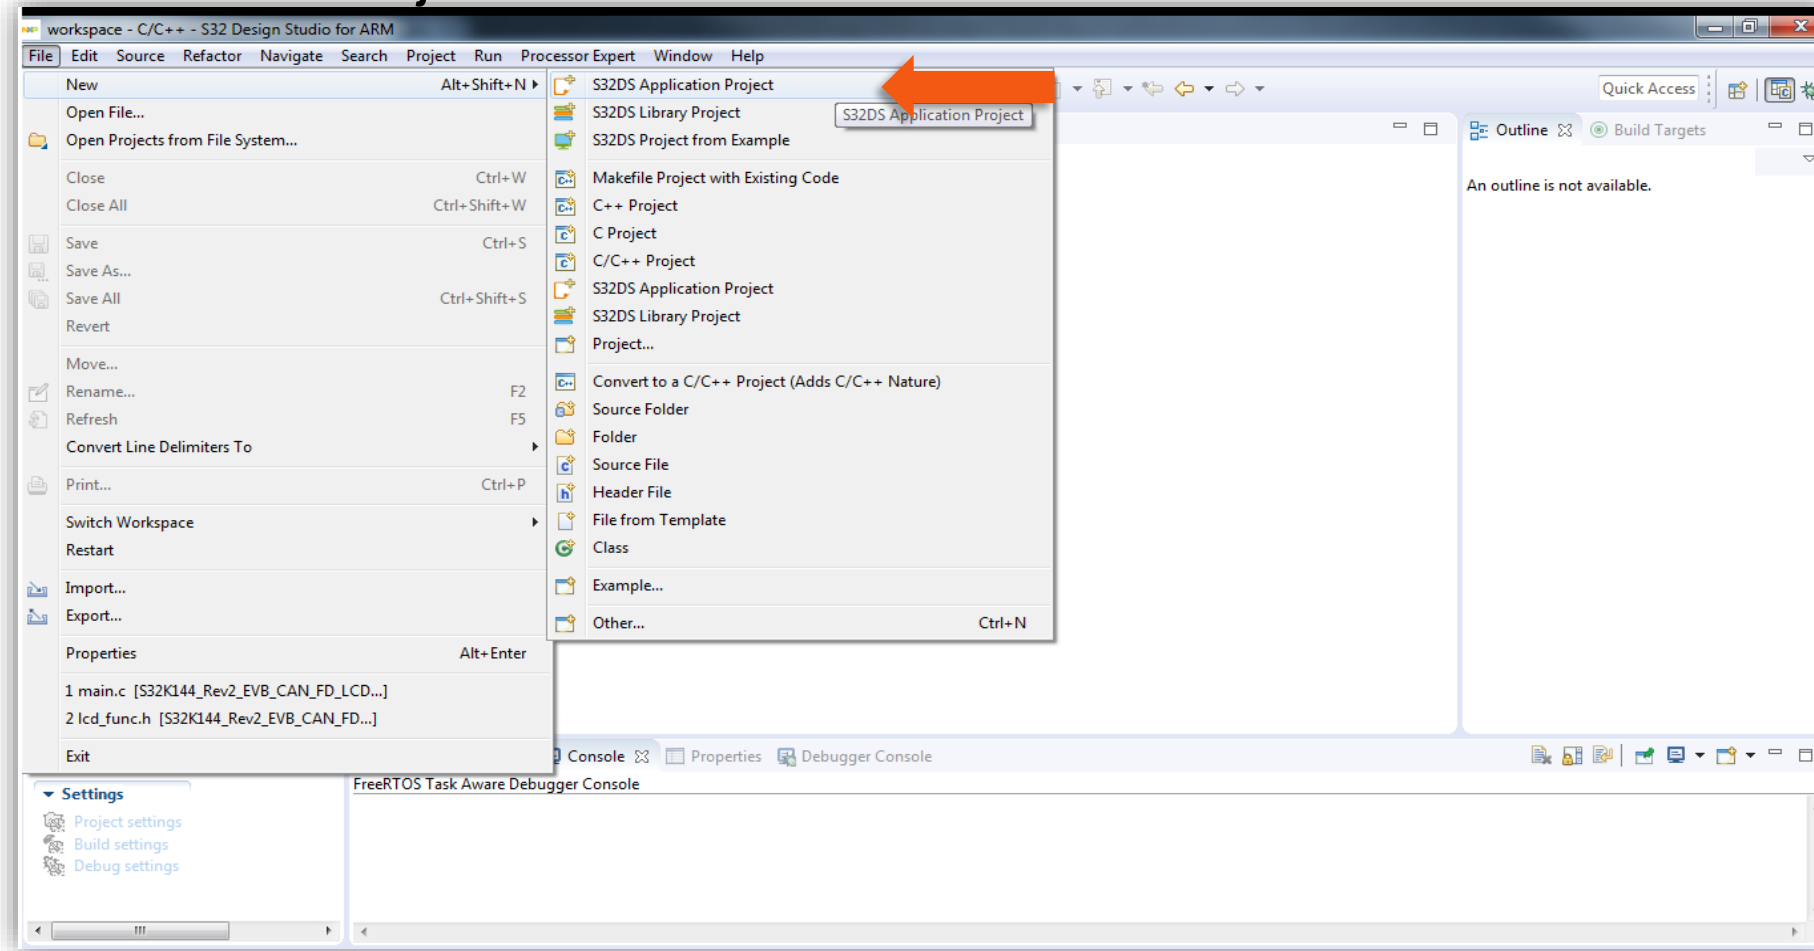 workspace - C/C++ - S32 Design Studio for ARM
File Edit Source Refactor Navigate Search Project Run Processor Expert Window Help
New Alt+Shift+N
Open File...
Open Projects from File System...
Close Ctrl+W
Close All Ctrl+Shift+W
Save Ctrl+S
Save As...
Save All Ctrl+Shift+S
Revert
Move...
Rename... F2
Refresh F5
Convert Line Delimiters To
Print... Ctrl+P
Switch Workspace
Restart
Import...
Export...
Properties Alt+Enter
1 main.c [S32K144_Rev2_EVB_CAN_FD_LCD...]
2 lcd_func.h [S32K144_Rev2_EVB_CAN_FD...]
Exit
S32DS Application Project
S32DS Library Project
S32DS Project from Example
Makefile Project with Existing Code
C++ Project
C Project
C/C++ Project
S32DS Application Project
S32DS Library Project
Project...
Convert to a C/C++ Project (Adds C/C++ Nature)
Source Folder
Folder
Source File
Header File
File from Template
Class
Example...
Other... Ctrl+N
S32DS Application Project
Quick Access
Outline Build Targets
An outline is not available.
Console Properties Debugger Console
FreeRTOS Task Aware Debugger Console
Settings
Project settings
Build settings
Debug settings